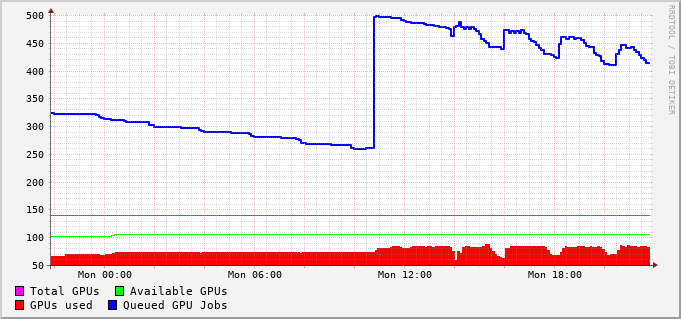 500
450
400
350
300
250
200
150
100
50
Mon 00:00 Mon 06:00 Mon 12:00 Mon 18:00
Total GPUs Available GPUs
GPUs used Queued GPU Jobs
RRDTOOL / TOBI OETIKER